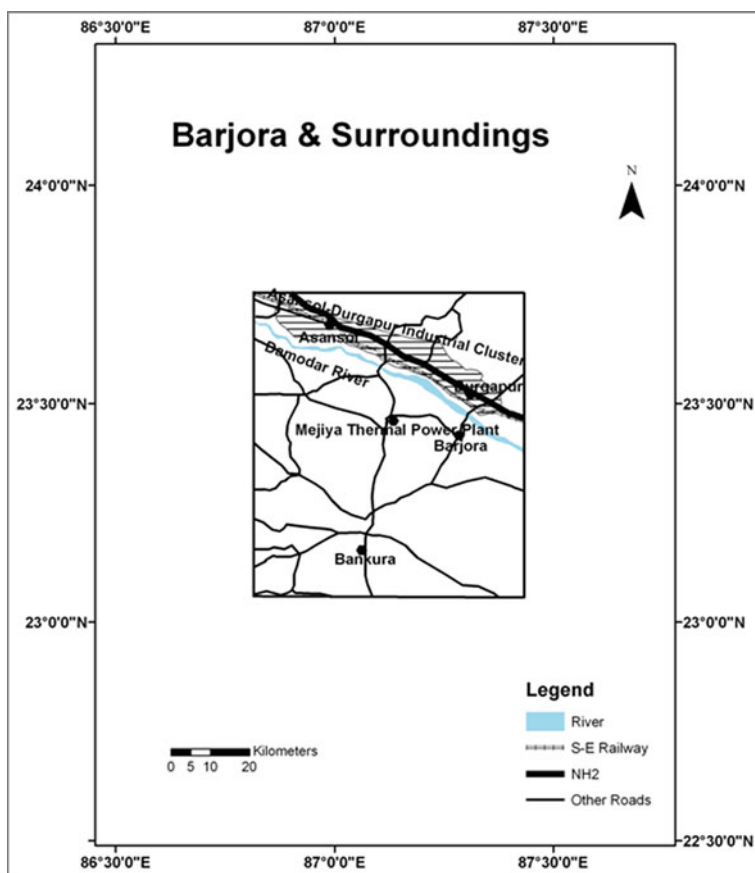 86°30'0"E 87°0'0"E 87°30'0"E
Barjora & Surroundings
N
24°0'0"N 24°0'0"N
Asansol-Durgapur Industrial Cluster
Asansol
Damodar River
Durgapur
23°30'0"N 23°30'0"N
Mejiya Thermal Power Plant
Barjora
Bankura
23°0'0"N 23°0'0"N
Legend
River
S-E Railway
NH2
Other Roads
Kilometers
0 5 10 20
22°30'0"N
86°30'0"E 87°0'0"E 87°30'0"E